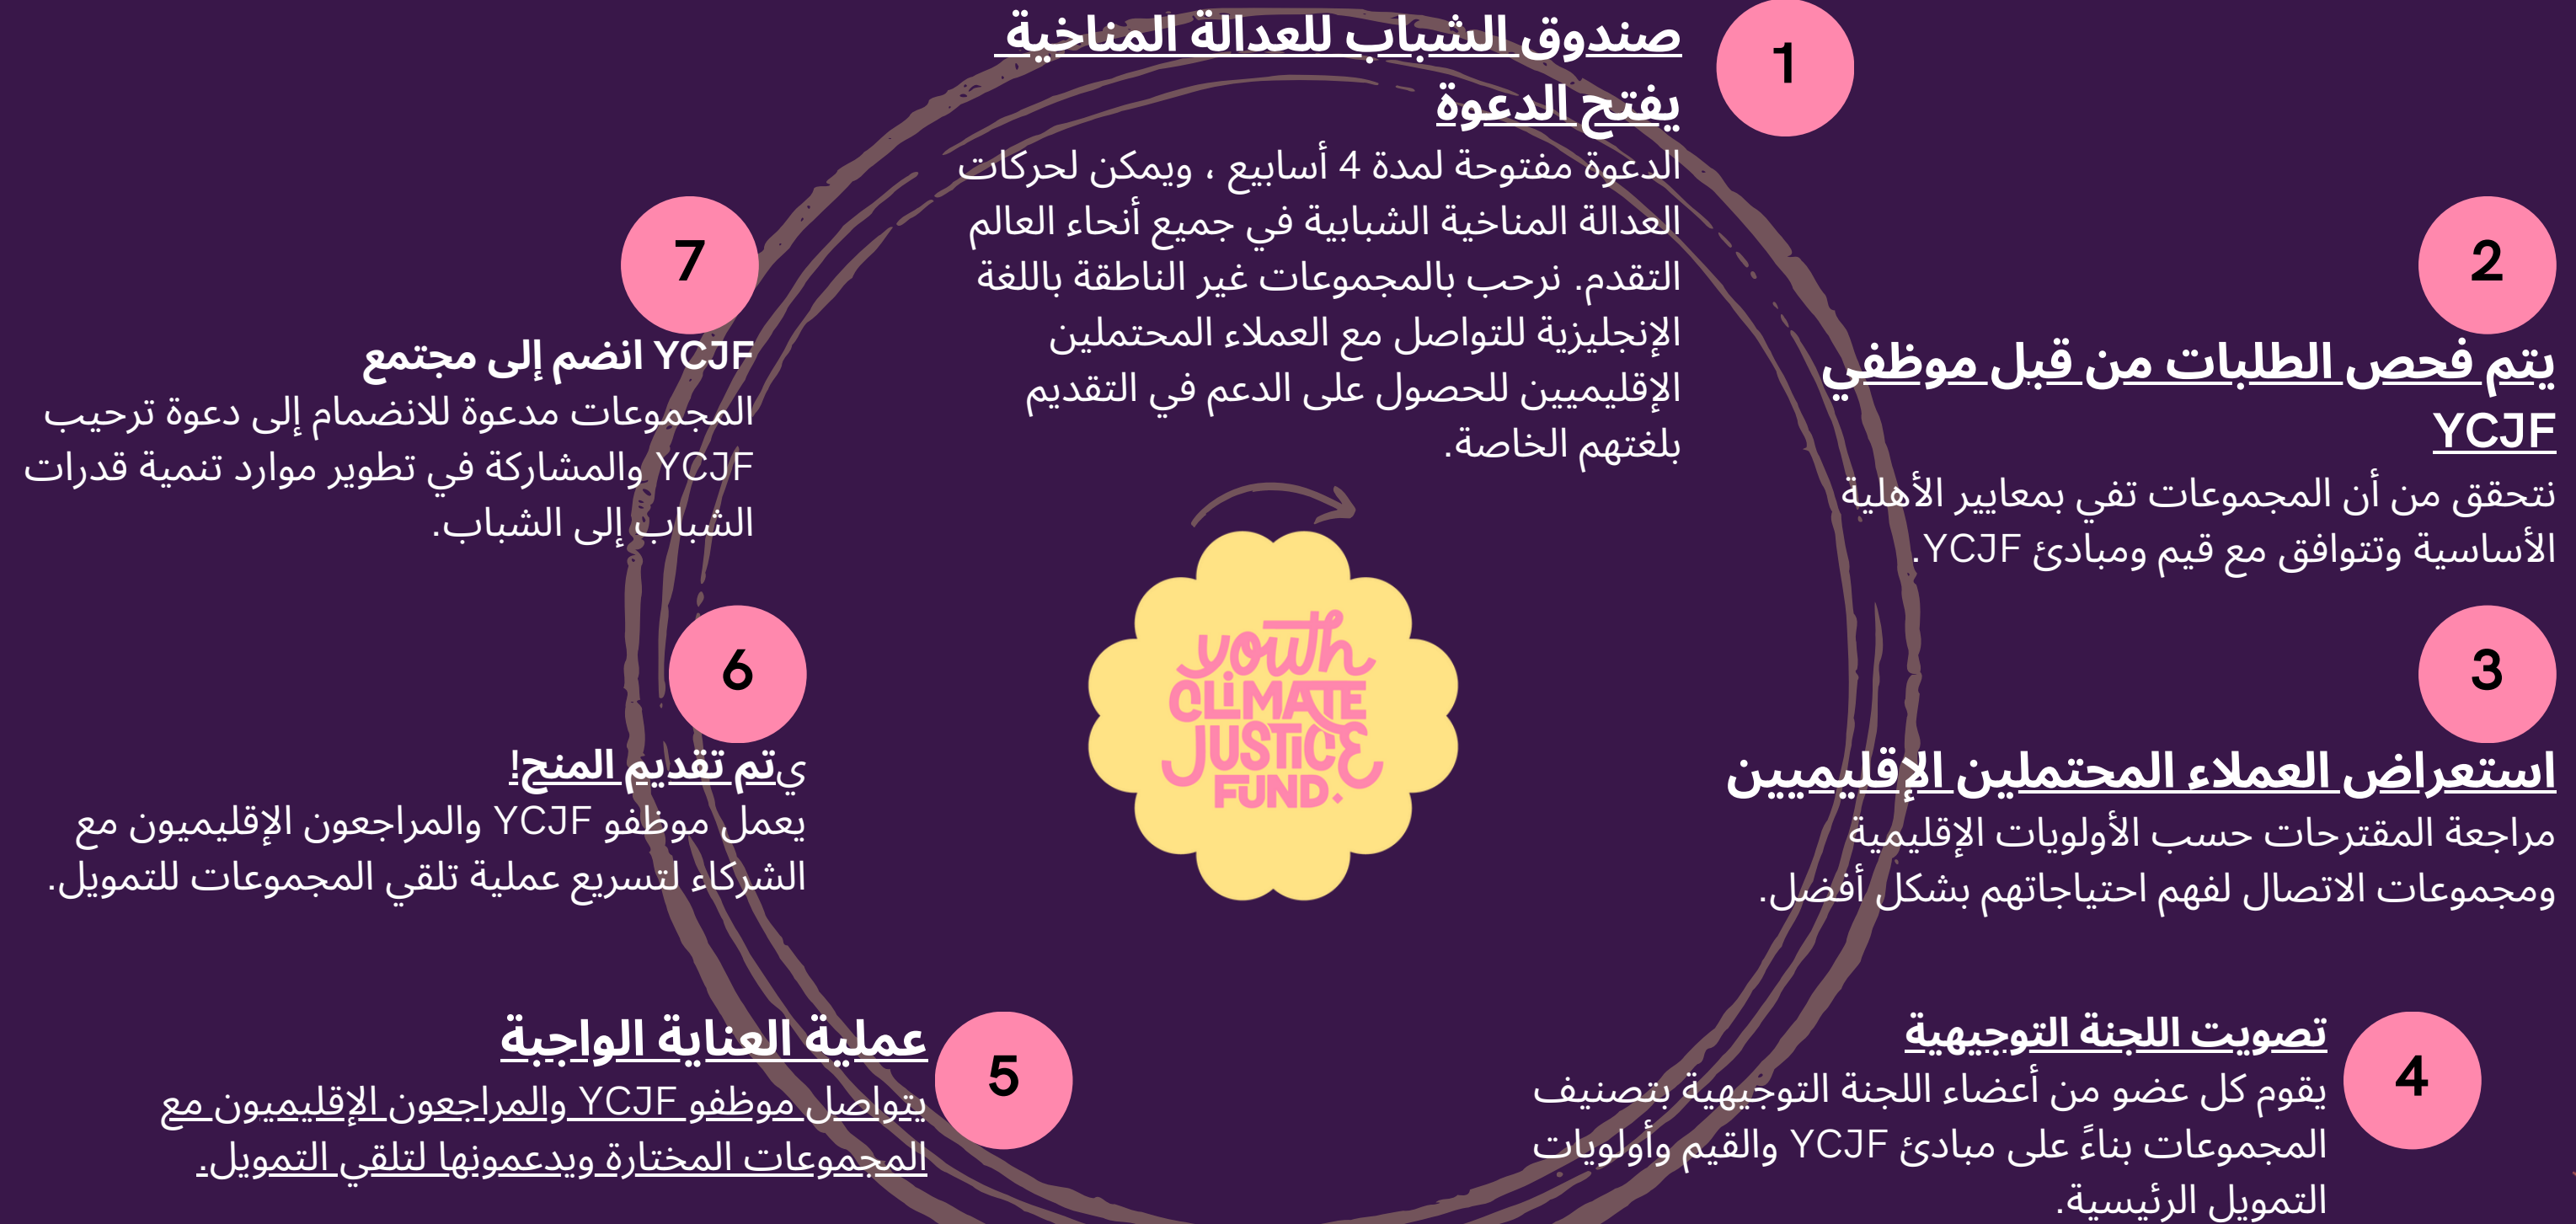 1
صندوق الشباب للعدالة المناخية
يفتح الدعوة
الدعوة مفتوحة لمدة 4 أسابيع ، ويمكن لحركات
العدالة المناخية الشبابية في جميع أنحاء العالم
التقدم. نرحب بالمجموعات غير الناطقة باللغة
الإنجليزية للتواصل مع العملاء المحتملين
الإقليميين للحصول على الدعم في التقديم
بلغتهم الخاصة.
2
يتم فحص الطلبات من قبل موظفي
YCJF
نتحقق من أن المجموعات تفي بمعايير الأهلية
الأساسية وتتوافق مع قيم ومبادئ YCJF.
3
استعراض العملاء المحتملين الإقليميين
مراجعة المقترحات حسب الأولويات الإقليمية
ومجموعات الاتصال لفهم احتياجاتهم بشكل أفضل.
4
تصويت اللجنة التوجيهية
يقوم كل عضو من أعضاء اللجنة التوجيهية بتصنيف
المجموعات بناءً على مبادئ YCJF والقيم وأولويات
التمويل الرئيسية.
5
عملية العناية الواجبة
يتواصل موظفو YCJF والمراجعون الإقليميون مع
المجموعات المختارة ويدعمونها لتلقي التمويل.
6
يتم تقديم المنح!
يعمل موظفو YCJF والمراجعون الإقليميون مع
الشركاء لتسريع عملية تلقي المجموعات للتمويل.
7
YCJF انضم إلى مجتمع
المجموعات مدعوة للانضمام إلى دعوة ترحيب
YCJF والمشاركة في تطوير موارد تنمية قدرات
الشباب إلى الشباب.
youth
CLiMATE
JUSTiCE
FUND.